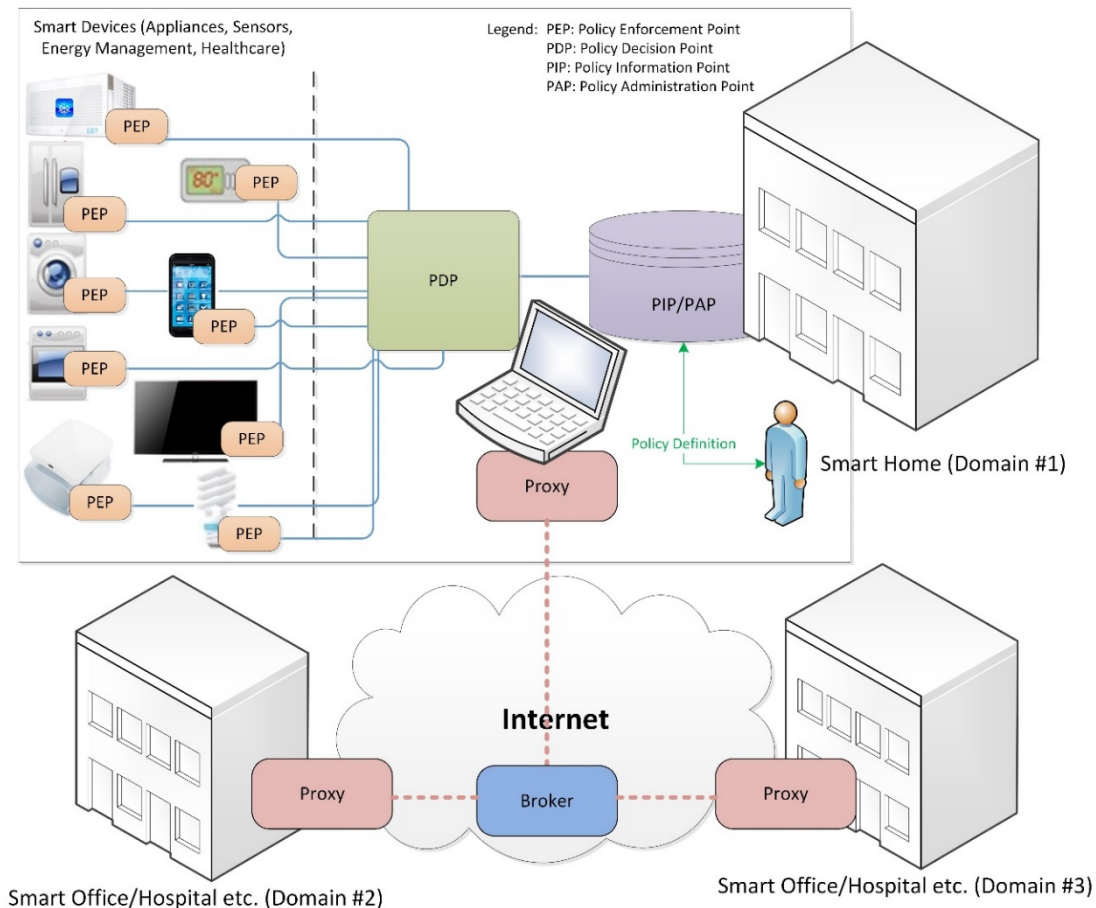 Smart Devices (Appliances, Sensors,
Energy Management, Healthcare)
Legend: PEP: Policy Enforcement Point
PDP: Policy Decision Point
PIP: Policy Information Point
PAP: Policy Administration Point
PEP
80°
PEP
PEP
PDP
PIP/PAP
PEP
PEP
PEP
PEP
Policy Definition
Smart Home (Domain #1)
Proxy
PEP
PEP
Internet
Proxy
Broker
Proxy
Smart Office/Hospital etc. (Domain #2)
Smart Office/Hospital etc. (Domain #3)